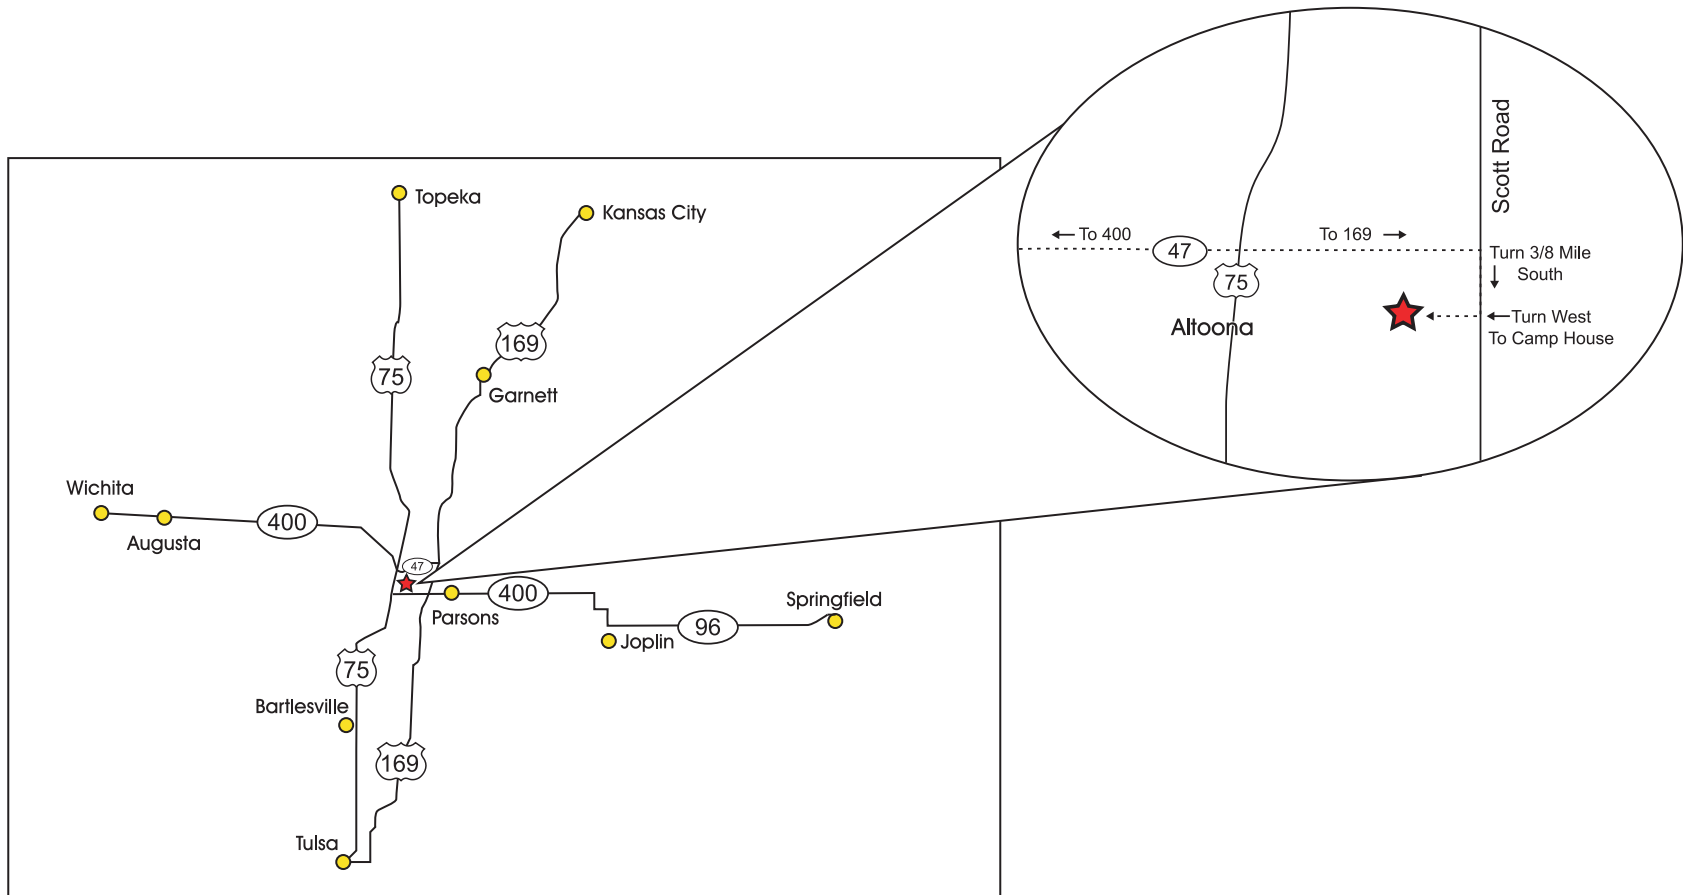 Topeka
Kansas City
75
169
Garnett
Wichita
400
Augusta
47
400
Parsons
Springfield
96
Joplin
75
Bartlesville
169
Tulsa
Scott Road
To 400
To 169
47
Turn 3/8 Mile
South
75
Altoona
Turn West
To Camp House